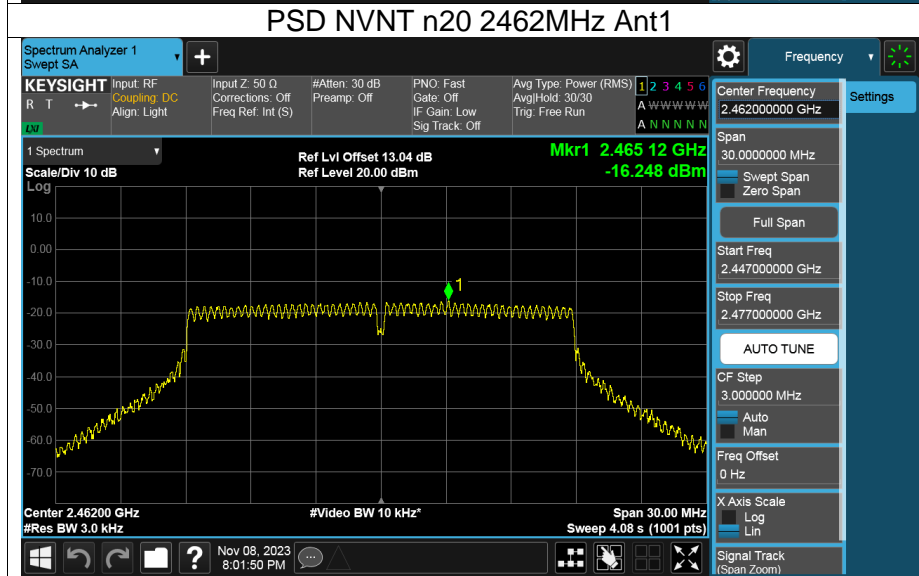 PSD NVNT n20 2462MHz Ant1
Spectrum Analyzer 1
Swept SA
+
Frequency
KEYSIGHT
R T
LXI
Input: RF
Coupling: DC
Align: Light
Input Z: 50 Ω
Corrections: Off
Freq Ref: Int (S)
#Atten: 30 dB
Preamp: Off
PNO: Fast
Gate: Off
IF Gain: Low
Sig Track: Off
Avg Type: Power (RMS)
Avg|Hold: 30/30
Trig: Free Run
1 2 3 4 5 6
A W W W W W
A N N N N N
1 Spectrum
Scale/Div 10 dB
Log
Ref Lvl Offset 13.04 dB
Ref Level 20.00 dBm
Mkr1 2.465 12 GHz
-16.248 dBm
10.0
0.00
-10.0
-20.0
-30.0
-40.0
-50.0
-60.0
-70.0
1
Center 2.46200 GHz
#Res BW 3.0 kHz
#Video BW 10 kHz*
Span 30.00 MHz
Sweep 4.08 s (1001 pts)
?
Nov 08, 2023
8:01:50 PM
Center Frequency
2.462000000 GHz
Settings
Span
30.0000000 MHz
Swept Span
Zero Span
Full Span
Start Freq
2.447000000 GHz
Stop Freq
2.477000000 GHz
AUTO TUNE
CF Step
3.000000 MHz
Auto
Man
Freq Offset
0 Hz
X Axis Scale
Log
Lin
Signal Track
(Span Zoom)